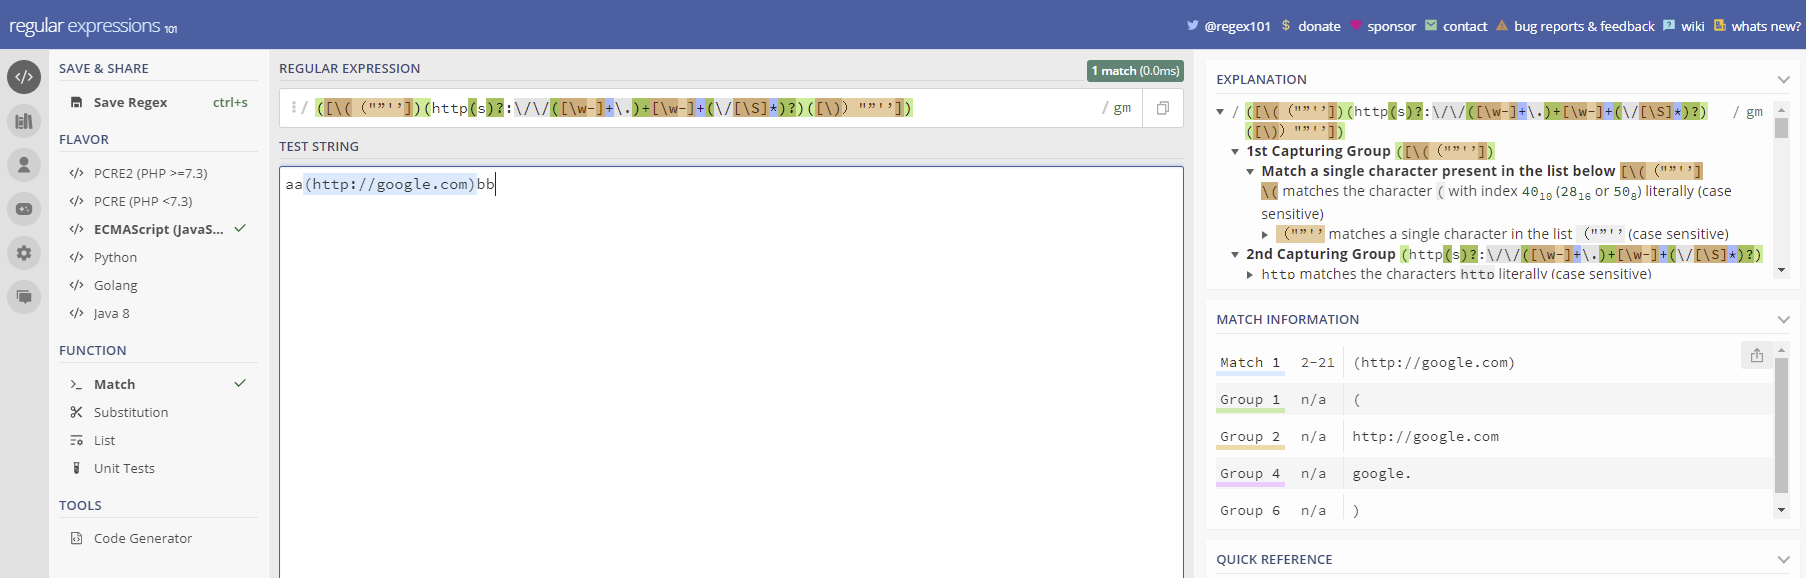 regular expressions 101
@regex101 $ donate sponsor contact bug reports & feedback wiki whats new?
SAVE & SHARE
Save Regex ctrl+s
FLAVOR
PCRE2 (PHP >=7.3)
PCRE (PHP <7.3)
ECMAScript (JavaS...
Python
Golang
Java 8
FUNCTION
Match
Substitution
List
Unit Tests
TOOLS
Code Generator
REGULAR EXPRESSION
1 match (0.0ms)
/ ([\( （"”'’])(http(s)?:\/\/([\w-]+\.)+[\w-]+(\/[\S]*)?)([\)） "”'’]) / gm
TEST STRING
aa(http://google.com)bb
EXPLANATION
/ ([\( （"”'’])(http(s)?:\/\/([\w-]+\.)+[\w-]+(\/[\S]*)?) / gm
([\)） "”'’])
1st Capturing Group ([\( （"”'’])
Match a single character present in the list below [\( （"”'’]
\( matches the character ( with index 40₁₀ (28₁₆ or 50₈) literally (case
sensitive)
（"”'’ matches a single character in the list （"”'’ (case sensitive)
2nd Capturing Group (http(s)?:\/\/([\w-]+\.)+[\w-]+(\/[\S]*)?)
http matches the characters http literally (case sensitive)
MATCH INFORMATION
Match 1 2-21 (http://google.com)
Group 1 n/a (
Group 2 n/a http://google.com
Group 4 n/a google.
Group 6 n/a )
QUICK REFERENCE